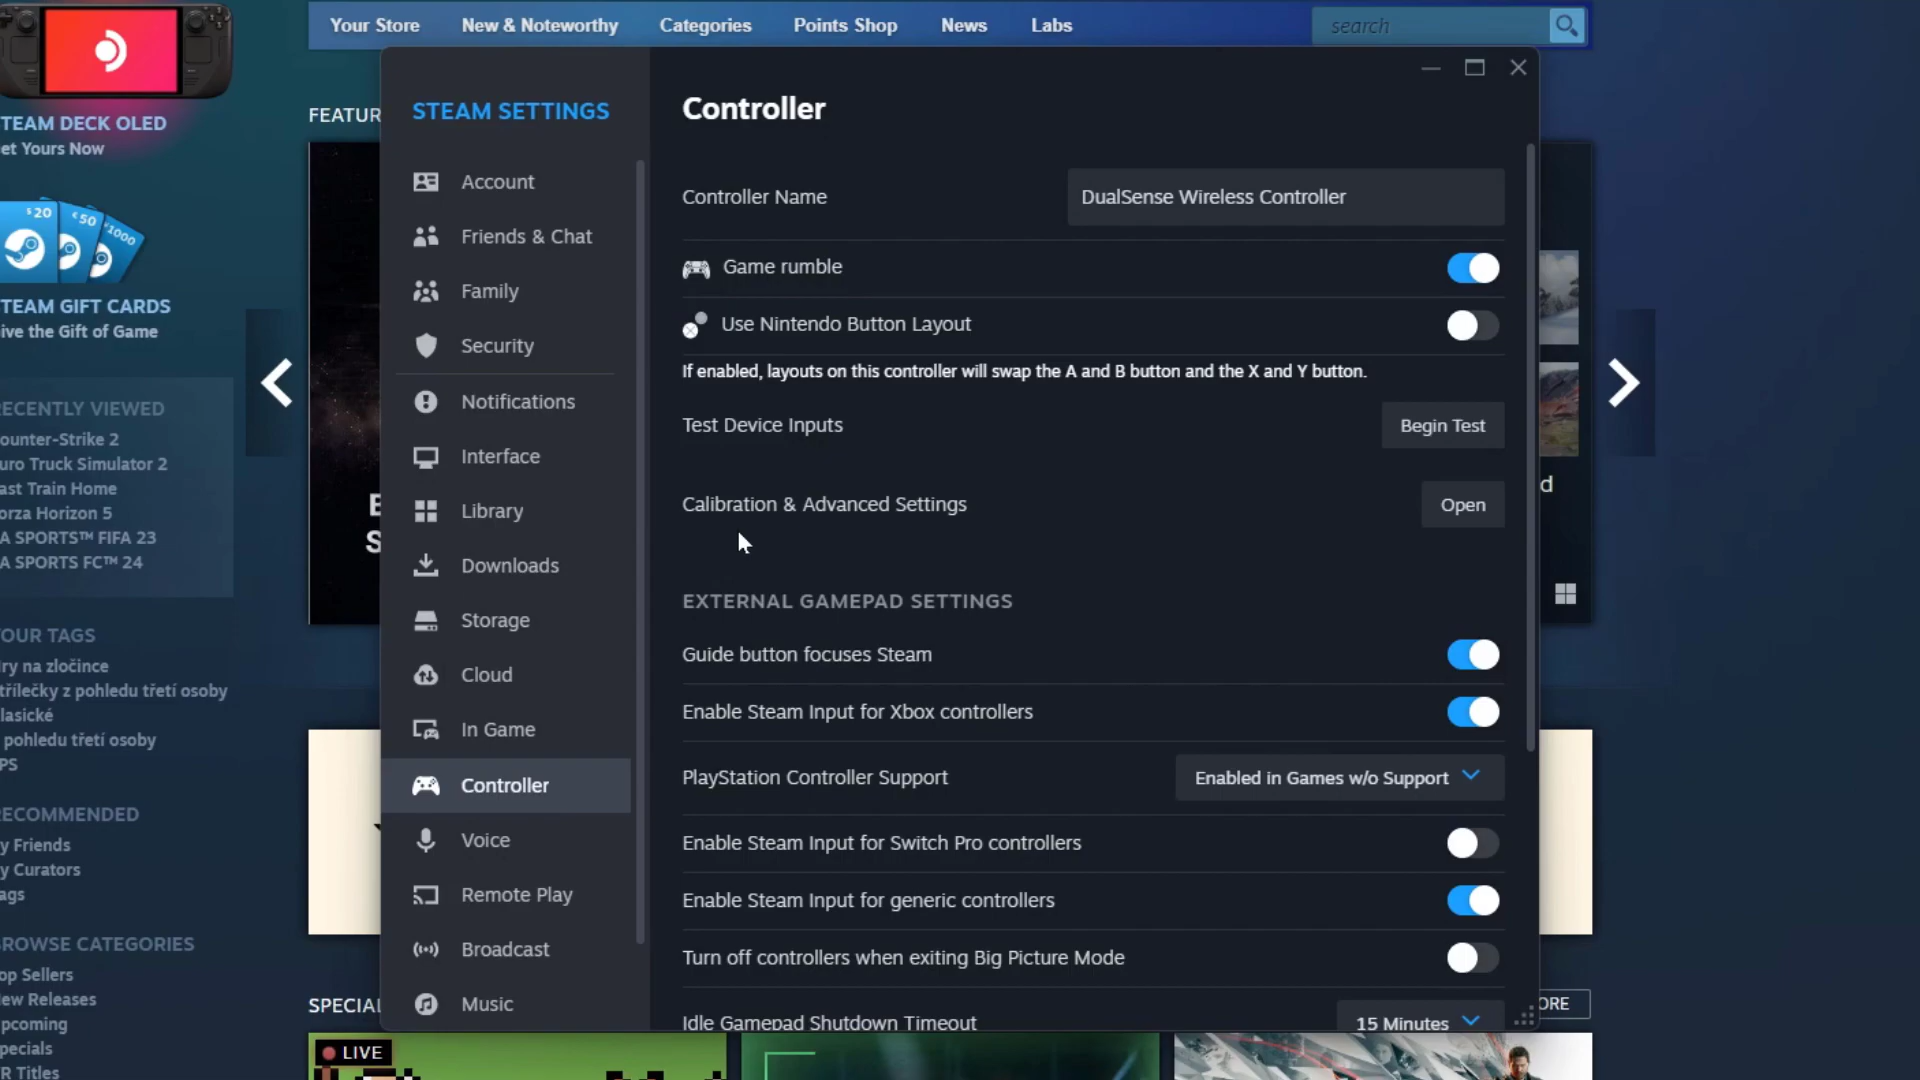 Your Store
New & Noteworthy
Categories
Points Shop
News
Labs
search
TEAM DECK OLED
et Yours Now
$20
€50
¥1000
TEAM GIFT CARDS
ive the Gift of Game
ECENTLY VIEWED
ounter-Strike 2
uro Truck Simulator 2
ast Train Home
orza Horizon 5
A SPORTS™ FIFA 23
A SPORTS FC™ 24
OUR TAGS
ry na zločince
třílečky z pohledu třetí osoby
lasické
pohledu třetí osoby
PS
ECOMMENDED
y Friends
y Curators
ags
ROWSE CATEGORIES
op Sellers
ew Releases
pcoming
pecials
R Titles
FEATUR
STEAM SETTINGS
Account
Friends & Chat
Family
Security
Notifications
Interface
Library
Downloads
Storage
Cloud
In Game
Controller
Voice
Remote Play
Broadcast
Music
Controller
Controller Name
DualSense Wireless Controller
Game rumble
Use Nintendo Button Layout
If enabled, layouts on this controller will swap the A and B button and the X and Y button.
Test Device Inputs
Begin Test
Calibration & Advanced Settings
Open
EXTERNAL GAMEPAD SETTINGS
Guide button focuses Steam
Enable Steam Input for Xbox controllers
PlayStation Controller Support
Enabled in Games w/o Support
Enable Steam Input for Switch Pro controllers
Enable Steam Input for generic controllers
Turn off controllers when exiting Big Picture Mode
Idle Gamepad Shutdown Timeout
15 Minutes
d
SPECIAL
ORE
LIVE